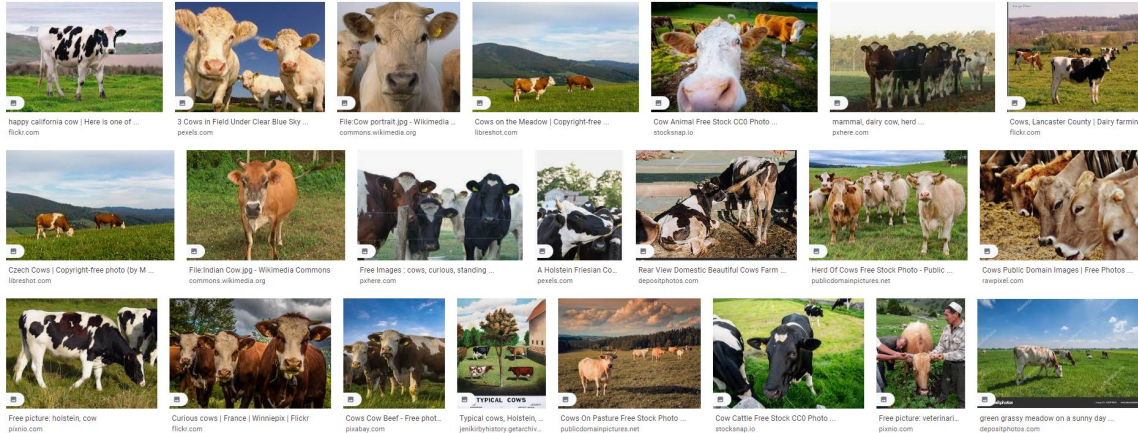 happy california cow | Here is one of ...
flickr.com
3 Cows in Field Under Clear Blue Sky ...
pexels.com
File:Cow portrait.jpg - Wikimedia ...
commons.wikimedia.org
Cows on the Meadow | Copyright-free ...
libreshot.com
Cow Animal Free Stock CC0 Photo ...
stocksnap.io
mammal, dairy cow, herd ...
pxhere.com
Cows, Lancaster County | Dairy farmin
flickr.com
Czech Cows | Copyright-free photo (by M ...
libreshot.com
File:Indian Cow.jpg - Wikimedia Commons
commons.wikimedia.org
Free Images : cows, curious, standing ...
pxhere.com
A Holstein Friesian Co...
pexels.com
Rear View Domestic Beautiful Cows Farm ...
depositphotos.com
Herd Of Cows Free Stock Photo - Public ...
publicdomainpictures.net
Cows Public Domain Images | Free Photos ...
rawpixel.com
TYPICAL COWS
Free picture: holstein, cow
pixnio.com
Curious cows | France | Winniepix | Flickr
flickr.com
Cows Cow Beef - Free phot...
pixabay.com
Typical cows, Holstein, ...
jenikirbyhistory.getarchiv...
Cows On Pasture Free Stock Photo ...
publicdomainpictures.net
Cow Cattle Free Stock CC0 Photo ...
stocksnap.io
Free picture: veterinari...
pixnio.com
green grassy meadow on a sunny day ...
depositphotos.com